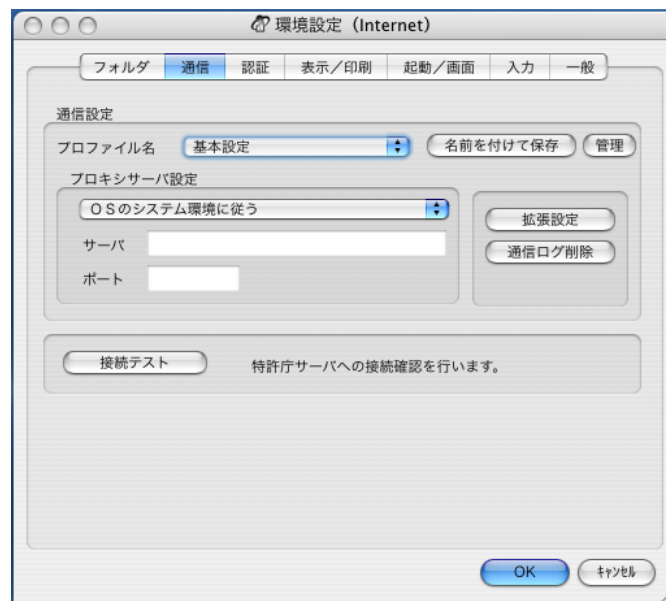 環境設定（Internet）
フォルダ 通信 認証 表示／印刷 起動／画面 入力 一般
通信設定
プロファイル名 基本設定 名前を付けて保存 管理
プロキシサーバ設定
ＯＳのシステム環境に従う
拡張設定
サーバ
通信ログ削除
ポート
接続テスト 特許庁サーバへの接続確認を行います。
OK ｷｬﾝｾﾙ